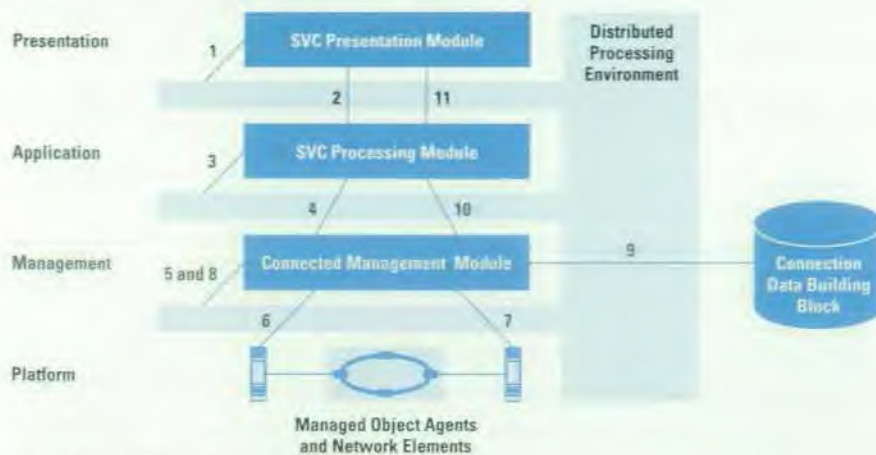 Presentation
1
SVC Presentation Module
Distributed
Processing
Environment
2
11
Application
3
SVC Processing Module
4
10
Management
5 and 8
Connected Management Module
9
Connection
Data Building
Block
6
7
Platform
Managed Object Agents
and Network Elements